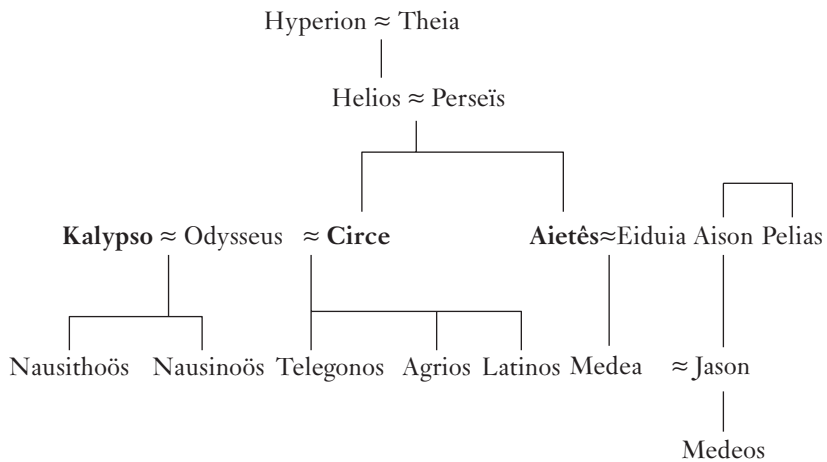 Hyperion ≈ Theia
Helios ≈ Perseïs
Kalypso ≈ Odysseus ≈ Circe Aietês≈Eiduia Aison Pelias
Nausithoös Nausinoös Telegonos Agrios Latinos Medea ≈ Jason
Medeos